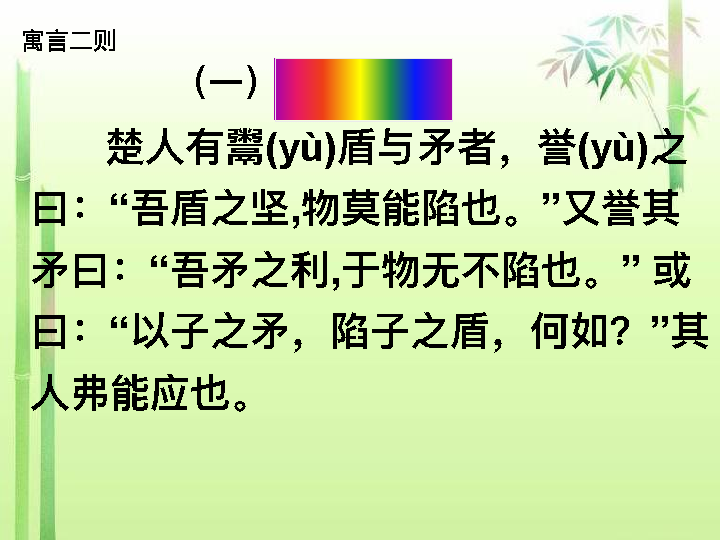 寓言二则
(一)
楚人有鬻(yù)盾与矛者，誉(yù)之
曰：“吾盾之坚,物莫能陷也。”又誉其
矛曰：“吾矛之利,于物无不陷也。” 或
曰：“以子之矛，陷子之盾，何如？”其
人弗能应也。